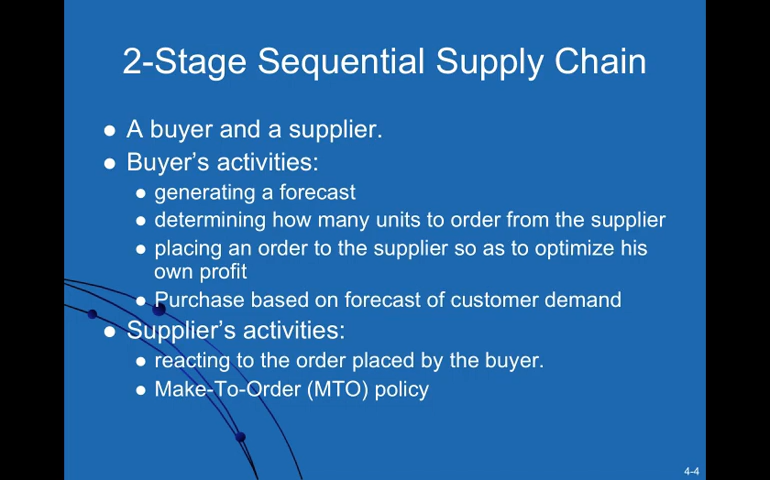 2-Stage Sequential Supply Chain
● A buyer and a supplier.
● Buyer’s activities:
● generating a forecast
● determining how many units to order from the supplier
● placing an order to the supplier so as to optimize his
own profit
● Purchase based on forecast of customer demand
● Supplier’s activities:
● reacting to the order placed by the buyer.
● Make-To-Order (MTO) policy
4-4